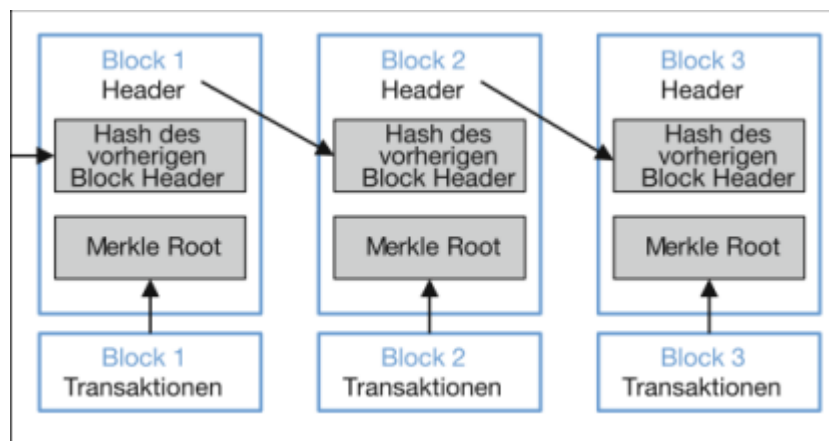 Block 1
Header
Hash des
vorherigen
Block Header
Merkle Root
Block 1
Transaktionen
Block 2
Header
Hash des
vorherigen
Block Header
Merkle Root
Block 2
Transaktionen
Block 3
Header
Hash des
vorherigen
Block Header
Merkle Root
Block 3
Transaktionen